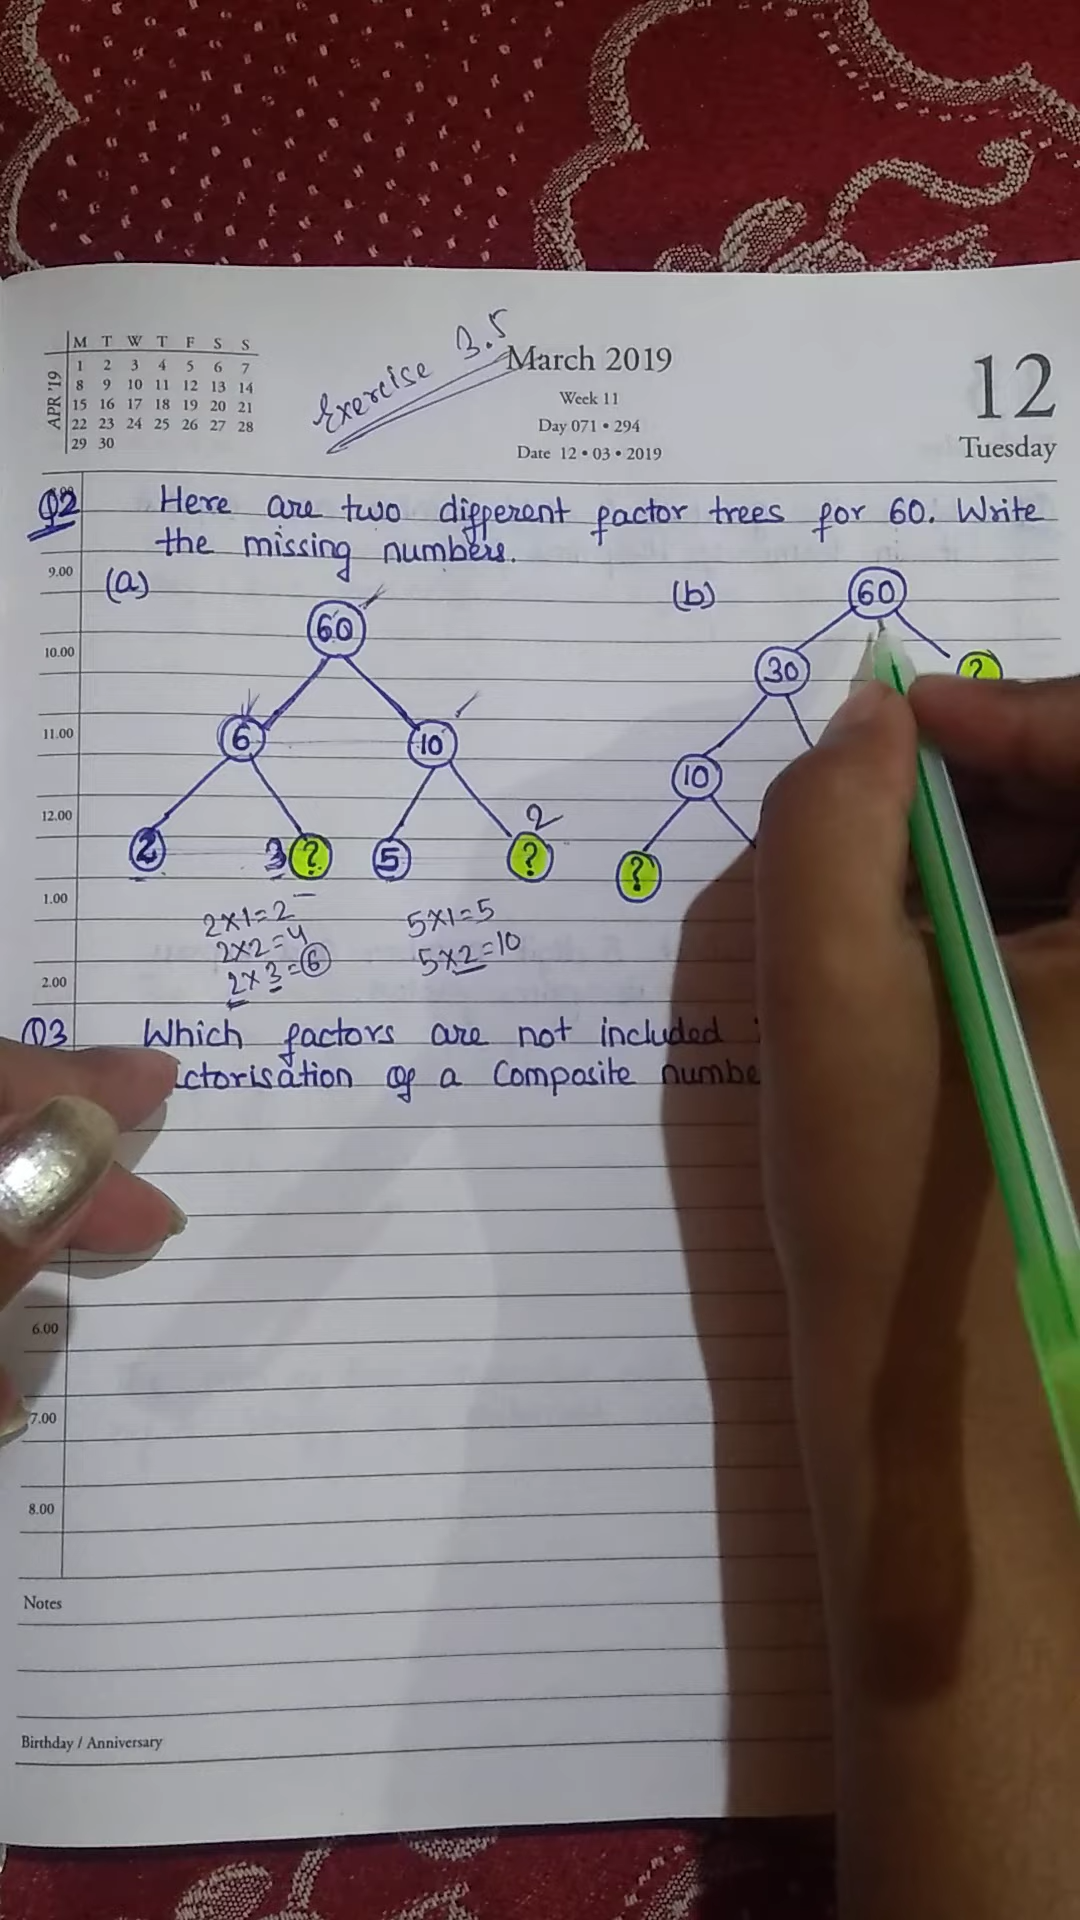 M T W T F S S
APR '19
1 2 3 4 5 6 7
8 9 10 11 12 13 14
15 16 17 18 19 20 21
22 23 24 25 26 27 28
29 30
Exercise 3.5
March 2019
Week 11
Day 071 • 294
Date 12 • 03 • 2019
12
Tuesday
Q2 Here are two different factor trees for 60. Write
the missing numbers.
9.00
(a)
(b)
60
60
10.00
30
?
11.00
6
10
10
12.00
2
2
3
?
5
?
?
1.00
2×1=2
5×1=5
2×2=4
5×2=10
2×3=6
2.00
Q3 Which factors are not included
of a Composite
6.00
7.00
8.00
Notes
Birthday / Anniversary